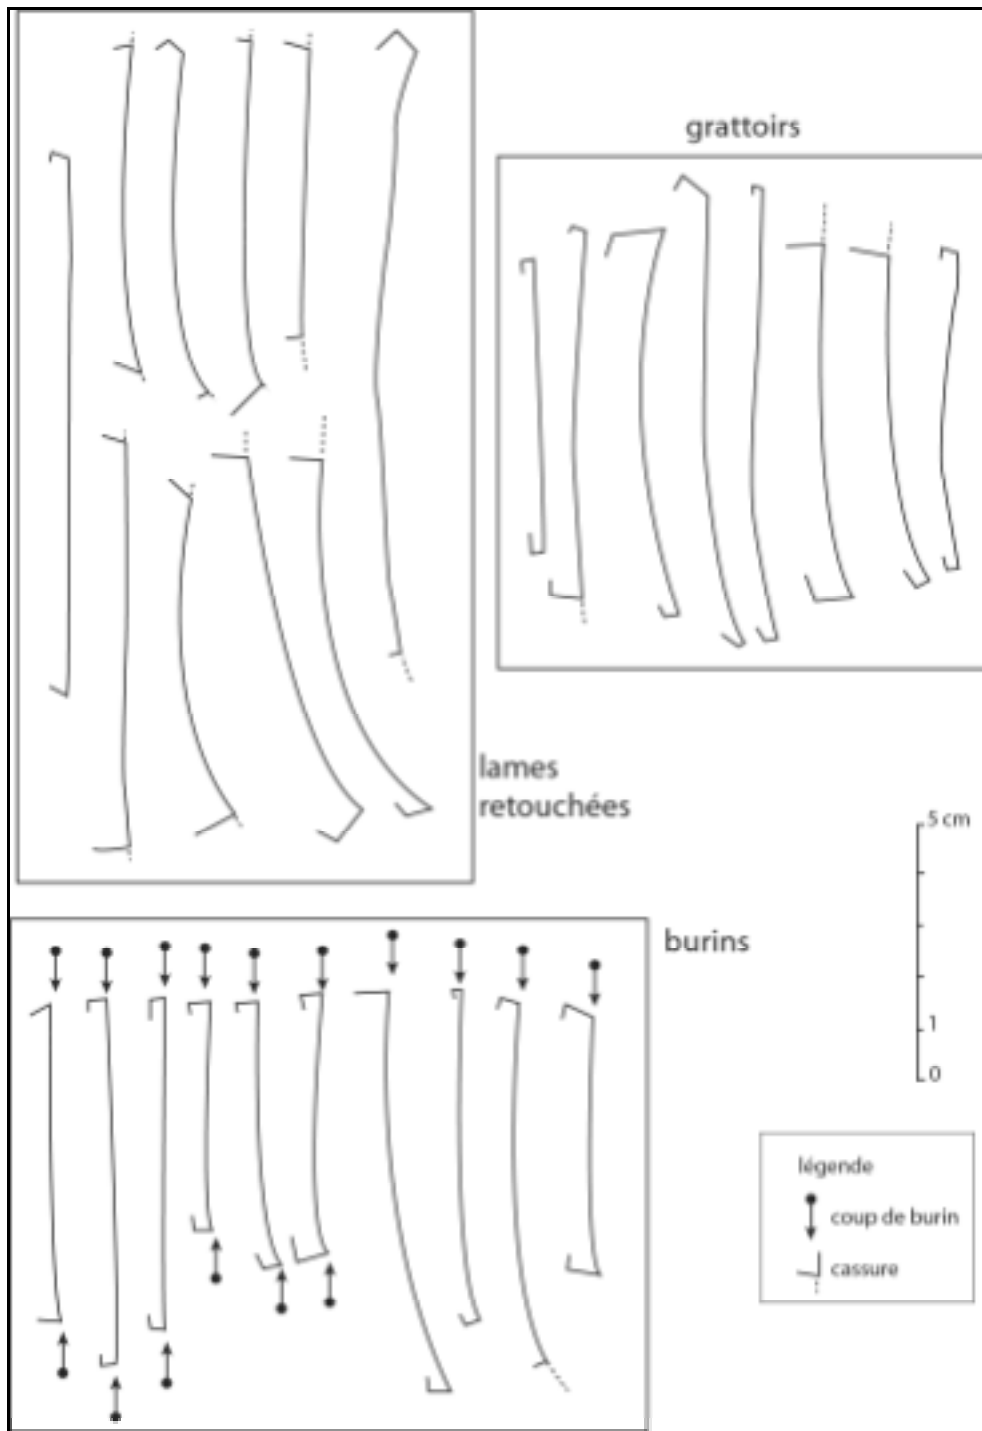 grattoirs
lames
retouchées
5 cm
1
0
burins
légende
coup de burin
cassure